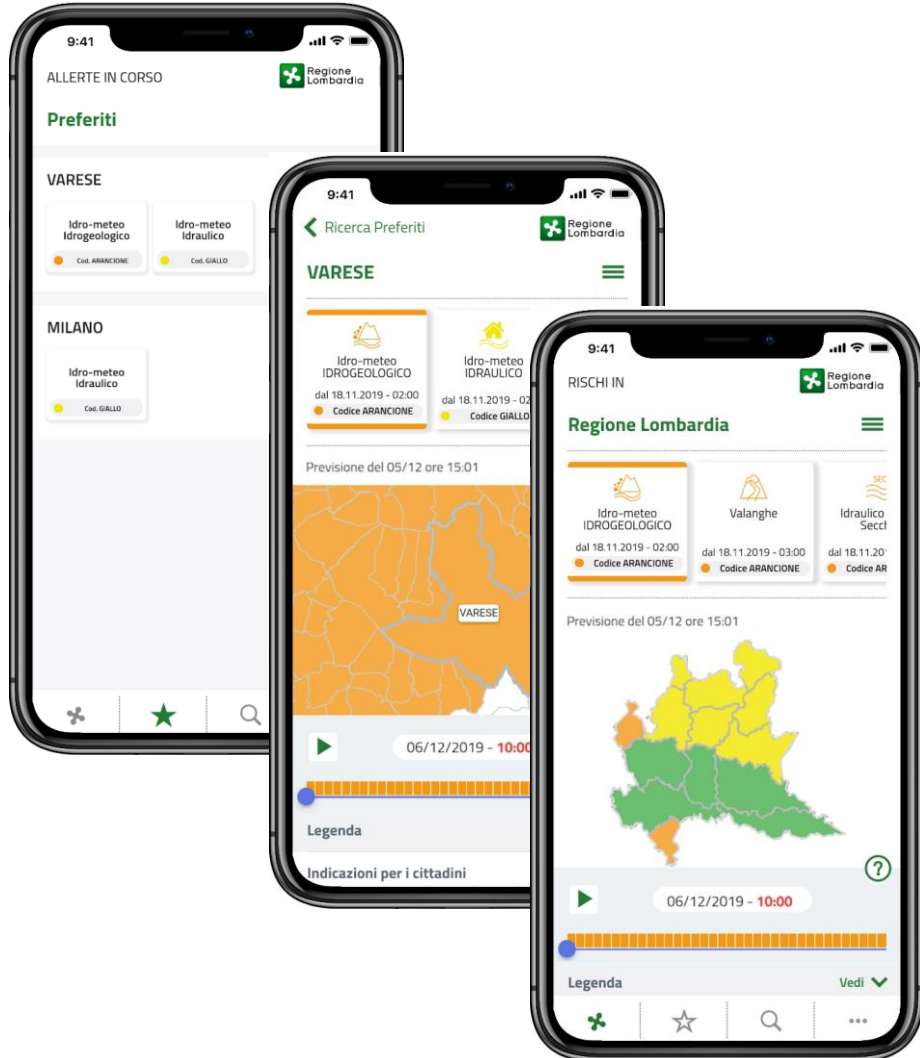 9:41
ALLERTE IN CORSO
Regione
Lombardia
Preferiti
VARESE
Idro-meteo
Idrogeologico
Cod. ARANCIONE
Idro-meteo
Idraulico
Cod. GIALLO
MILANO
Idro-meteo
Idraulico
Cod. GIALLO
9:41
Ricerca Preferiti
Regione
Lombardia
VARESE
Idro-meteo
IDROGEOLOGICO
dal 18.11.2019 - 02:00
Codice ARANCIONE
Idro-meteo
IDRAULICO
dal 18.11.2019 - 02
Codice GIALLO
Previsione del 05/12 ore 15:01
VARESE
06/12/2019 - 10:00
Legenda
Indicazioni per i cittadini
9:41
RISCHI IN
Regione
Lombardia
Regione Lombardia
Idro-meteo
IDROGEOLOGICO
dal 18.11.2019 - 02:00
Codice ARANCIONE
Valanghe
dal 18.11.2019 - 03:00
Codice ARANCIONE
SEC
Idraulico
Secch
dal 18.11.20
Codice AR
Previsione del 05/12 ore 15:01
?
06/12/2019 - 10:00
Legenda
Vedi